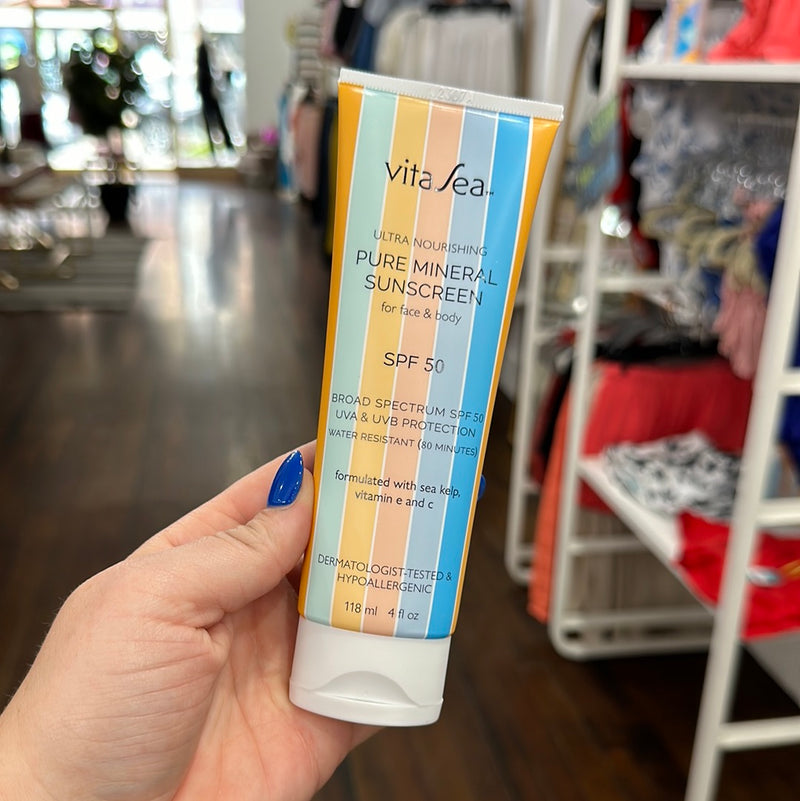 vita sea
ULTRA NOURISHING
PURE MINERAL
SUNSCREEN
for face & body
SPF 50
BROAD SPECTRUM SPF 50
UVA & UVB PROTECTION
WATER RESISTANT (80 MINUTES)
formulated with sea kelp,
vitamin e and c
DERMATOLOGIST-TESTED &
HYPOALLERGENIC
118 ml 4 fl oz